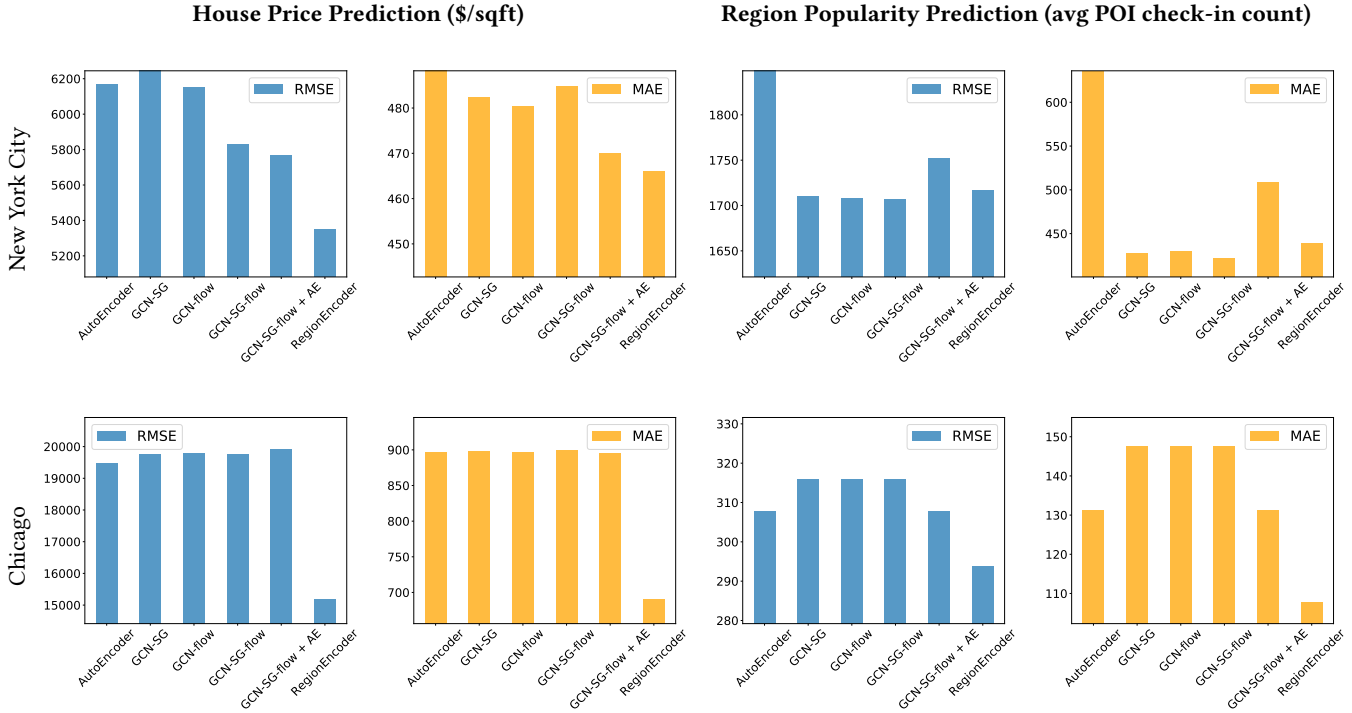 House Price Prediction ($/sqft)
Region Popularity Prediction (avg POI check-in count)
New York City
6200
6000
5800
5600
5400
5200
RMSE
AutoEncoder
GCN-SG
GCN-flow
GCN-SG-flow
GCN-SG-flow + AE
RegionEncoder
480
470
460
450
MAE
AutoEncoder
GCN-SG
GCN-flow
GCN-SG-flow
GCN-SG-flow + AE
RegionEncoder
1800
1750
1700
1650
RMSE
AutoEncoder
GCN-SG
GCN-flow
GCN-SG-flow
GCN-SG-flow + AE
RegionEncoder
600
550
500
450
MAE
AutoEncoder
GCN-SG
GCN-flow
GCN-SG-flow
GCN-SG-flow + AE
RegionEncoder
Chicago
20000
19000
18000
17000
16000
15000
RMSE
AutoEncoder
GCN-SG
GCN-flow
GCN-SG-flow
GCN-SG-flow + AE
RegionEncoder
900
850
800
750
700
MAE
AutoEncoder
GCN-SG
GCN-flow
GCN-SG-flow
GCN-SG-flow + AE
RegionEncoder
330
320
310
300
290
280
RMSE
AutoEncoder
GCN-SG
GCN-flow
GCN-SG-flow
GCN-SG-flow + AE
RegionEncoder
150
140
130
120
110
MAE
AutoEncoder
GCN-SG
GCN-flow
GCN-SG-flow
GCN-SG-flow + AE
RegionEncoder